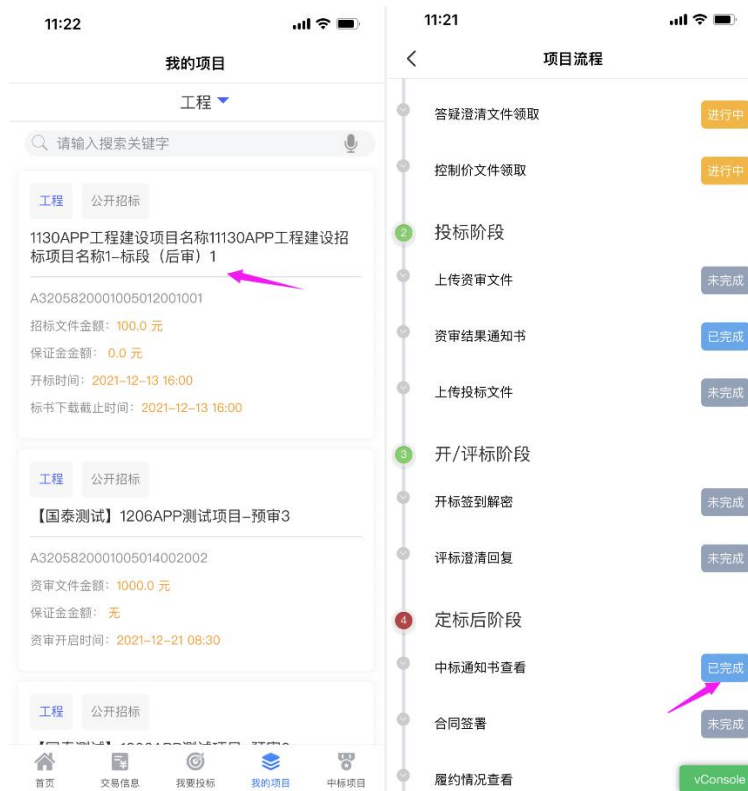 11:22
我的项目
工程
请输入搜索关键字
工程 公开招标
1130APP工程建设项目名称11130APP工程建设招
标项目名称1-标段（后审）1
A3205820001005012001001
招标文件金额：100.0 元
保证金金额： 0.0 元
开标时间：2021-12-13 16:00
标书下载截止时间：2021-12-13 16:00
工程 公开招标
【国泰测试】1206APP测试项目-预审3
A3205820001005014002002
资审文件金额：1000.0 元
保证金金额： 无
资审开启时间：2021-12-21 08:30
工程 公开招标
首页 交易信息 我要投标 我的项目 中标项目
11:21
项目流程
答疑澄清文件领取 进行中
控制价文件领取 进行中
2 投标阶段
上传资审文件 未完成
资审结果通知书 已完成
上传投标文件 未完成
3 开/评标阶段
开标签到解密 未完成
评标澄清回复 未完成
4 定标后阶段
中标通知书查看 已完成
合同签署 未完成
履约情况查看
vConsole